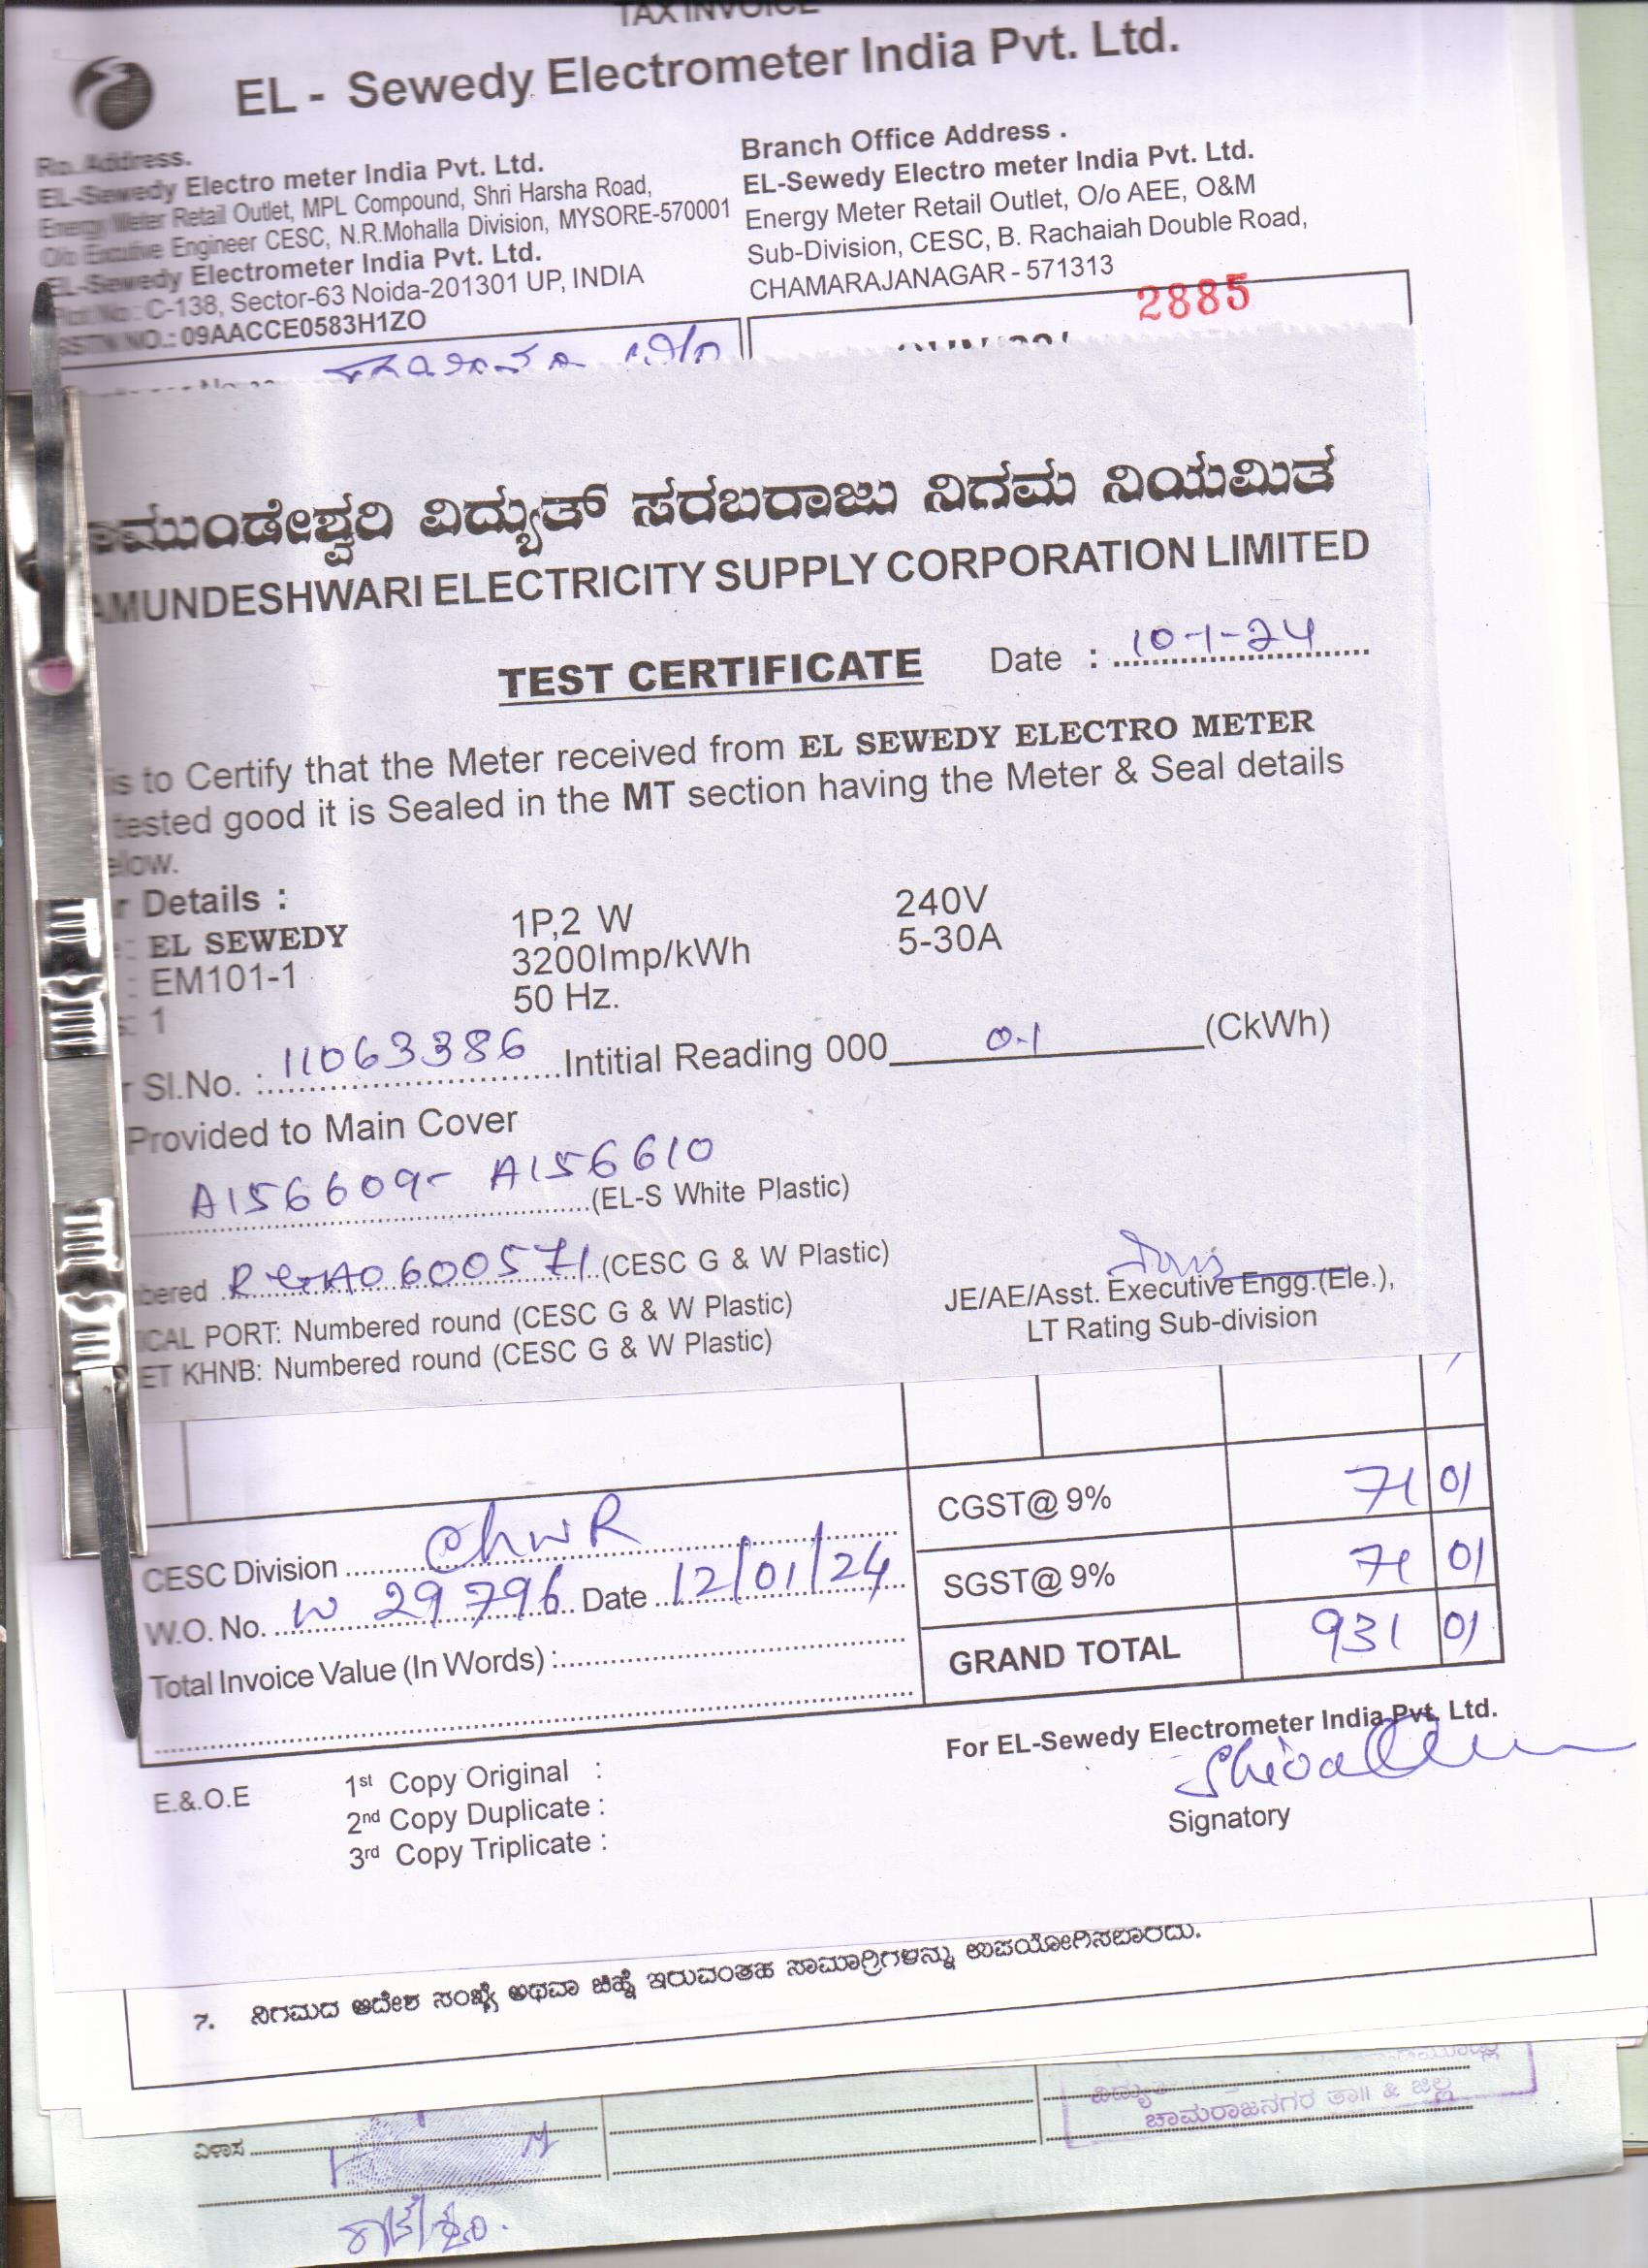 TAX INVOICE
EL - Sewedy Electrometer India Pvt. Ltd.
Ro. Address.
EL-Sewedy Electro meter India Pvt. Ltd.
Energy Meter Retail Outlet, MPL Compound, Shri Harsha Road,
O/o Excutive Engineer CESC, N.R.Mohalla Division, MYSORE-570001
EL-Sewedy Electrometer India Pvt. Ltd.
Plot No : C-138, Sector-63 Noida-201301 UP, INDIA
GSTN NO.: 09AACCE0583H1ZO
Branch Office Address .
EL-Sewedy Electro meter India Pvt. Ltd.
Energy Meter Retail Outlet, O/o AEE, O&M
Sub-Division, CESC, B. Rachaiah Double Road,
CHAMARAJANAGAR - 571313
2885
ಾಮುಂಡೇಶ್ವರಿ ವಿದ್ಯುತ್ ಸರಬರಾಜು ನಿಗಮ ನಿಯಮಿತ
AMUNDESHWARI ELECTRICITY SUPPLY CORPORATION LIMITED
TEST CERTIFICATE Date : 10-1-24
is to Certify that the Meter received from EL SEWEDY ELECTRO METER
tested good it is Sealed in the MT section having the Meter & Seal details
elow.
r Details :
: EL SEWEDY 1P,2 W 240V
: EM101-1 3200Imp/kWh 5-30A
: 1 50 Hz.
r Sl.No. : 11063386 Intitial Reading 000 0.1 (CkWh)
Provided to Main Cover
A156609- A156610 (EL-S White Plastic)
bered A0600571 (CESC G & W Plastic)
ICAL PORT: Numbered round (CESC G & W Plastic)
ET KHNB: Numbered round (CESC G & W Plastic)
JE/AE/Asst. Executive Engg.(Ele.),
LT Rating Sub-division
CGST@ 9% 71 01
SGST@ 9% 71 01
GRAND TOTAL 931 01
CESC Division ChNR
W.O. No. W 29796 Date 12/01/24
Total Invoice Value (In Words) :
For EL-Sewedy Electrometer India Pvt. Ltd.
Signatory
E.&.O.E
1st Copy Original :
2nd Copy Duplicate :
3rd Copy Triplicate :
7. ನಿಗಮದ ಆದೇಶ ಸಂಖ್ಯೆ ಅಥವಾ ಚಿಹ್ನೆ ಇರುವಂತಹ ಸಾಮಾಗ್ರಿಗಳನ್ನು ಉಪಯೋಗಿಸಬಾರದು.
ಚಾಮರಾಜನಗರ ತಾ|| & ಜಿಲ್ಲೆ
ವಿಳಾಸ